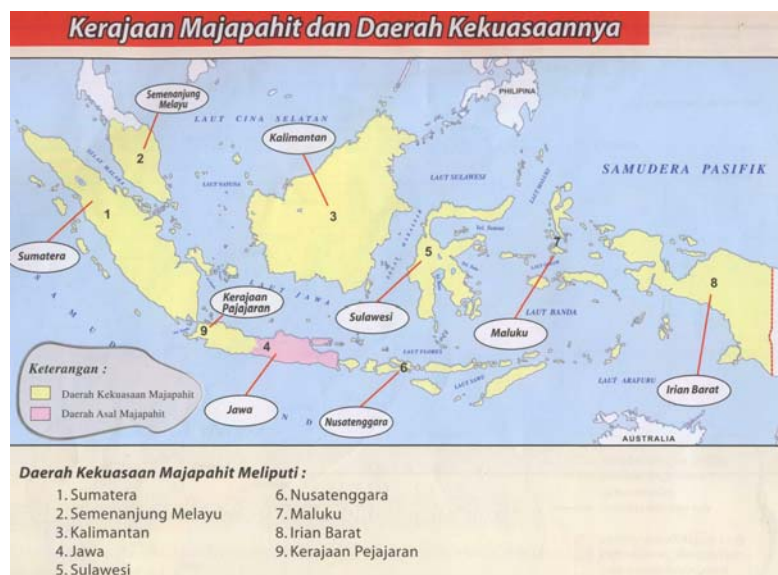 Kerajaan Majapahit dan Daerah Kekuasaannya
Semenanjung
Melayu
PHILIPINA
LAUT CINA SELATAN
Kalimantan
2
LAUT SULAWESI
SAMUDERA PASIFIK
1
3
7
5
8
Sumatera
Kerajaan
Pajajaran
LAUT JAWA
Sulawesi
Maluku
LAUT BANDA
9
4
LAUT FLORES
6
Irian Barat
LAUT ARAFURU
Keterangan :
Daerah Kekuasaan Majapahit
Daerah Asal Majapahit
Jawa
Nusatenggara
AUSTRALIA
Daerah Kekuasaan Majapahit Meliputi :
1. Sumatera
2. Semenanjung Melayu
3. Kalimantan
4. Jawa
5. Sulawesi
6. Nusatenggara
7. Maluku
8. Irian Barat
9. Kerajaan Pejajaran